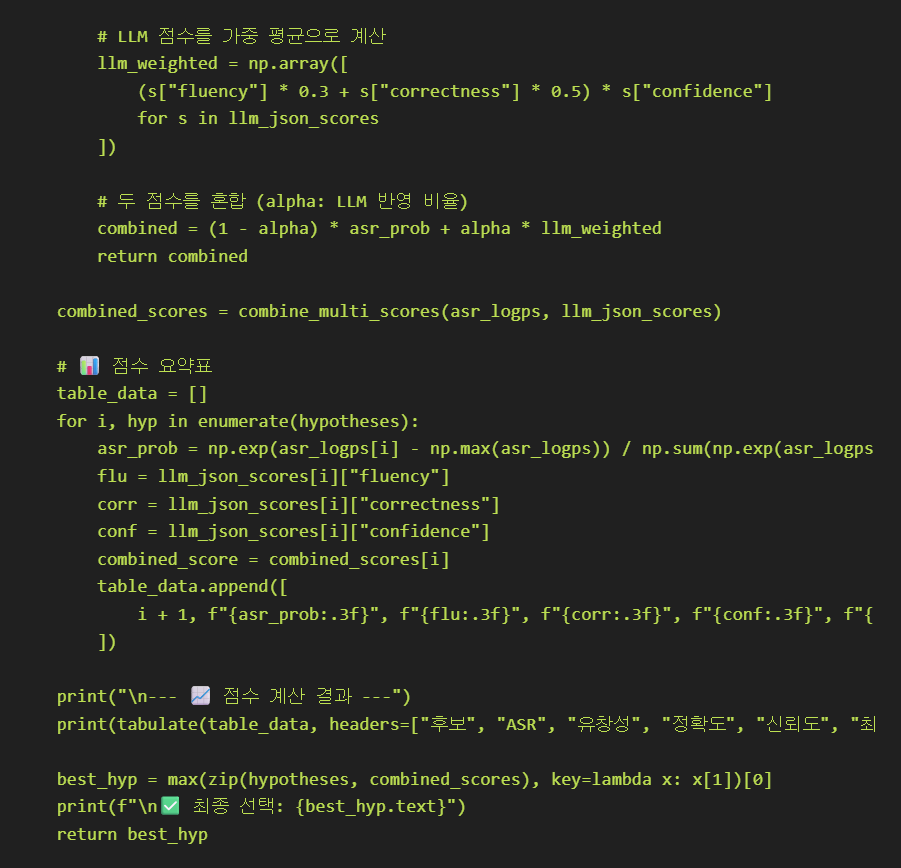 # LLM 점수를 가중 평균으로 계산
llm_weighted = np.array([
(s["fluency"] * 0.3 + s["correctness"] * 0.5) * s["confidence"]
for s in llm_json_scores
])
# 두 점수를 혼합 (alpha: LLM 반영 비율)
combined = (1 - alpha) * asr_prob + alpha * llm_weighted
return combined
combined_scores = combine_multi_scores(asr_logps, llm_json_scores)
# 📊 점수 요약표
table_data = []
for i, hyp in enumerate(hypotheses):
asr_prob = np.exp(asr_logps[i] - np.max(asr_logps)) / np.sum(np.exp(asr_logps
flu = llm_json_scores[i]["fluency"]
corr = llm_json_scores[i]["correctness"]
conf = llm_json_scores[i]["confidence"]
combined_score = combined_scores[i]
table_data.append([
i + 1, f"{asr_prob:.3f}", f"{flu:.3f}", f"{corr:.3f}", f"{conf:.3f}", f"{
])
print("\n--- 📈 점수 계산 결과 ---")
print(tabulate(table_data, headers=["후보", "ASR", "유창성", "정확도", "신뢰도", "최
best_hyp = max(zip(hypotheses, combined_scores), key=lambda x: x[1])[0]
print(f"\n✅ 최종 선택: {best_hyp.text}")
return best_hyp